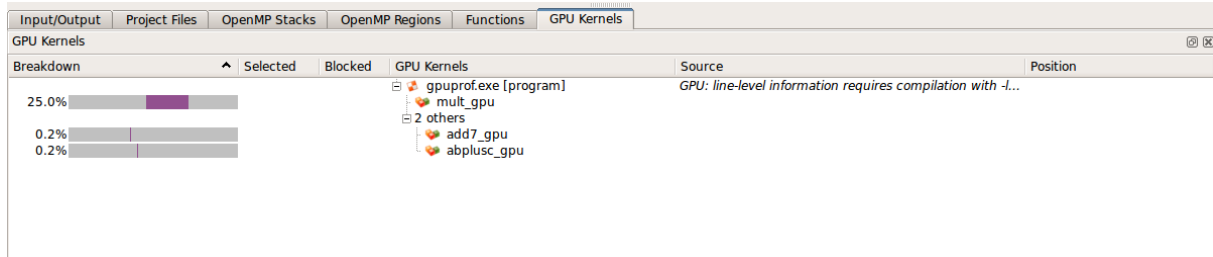 Input/Output Project Files OpenMP Stacks OpenMP Regions Functions GPU Kernels
GPU Kernels
Breakdown Selected Blocked GPU Kernels Source Position
gpuprof.exe [program] GPU: line-level information requires compilation with -l...
25.0% mult_gpu
2 others
0.2% add7_gpu
0.2% abplusc_gpu